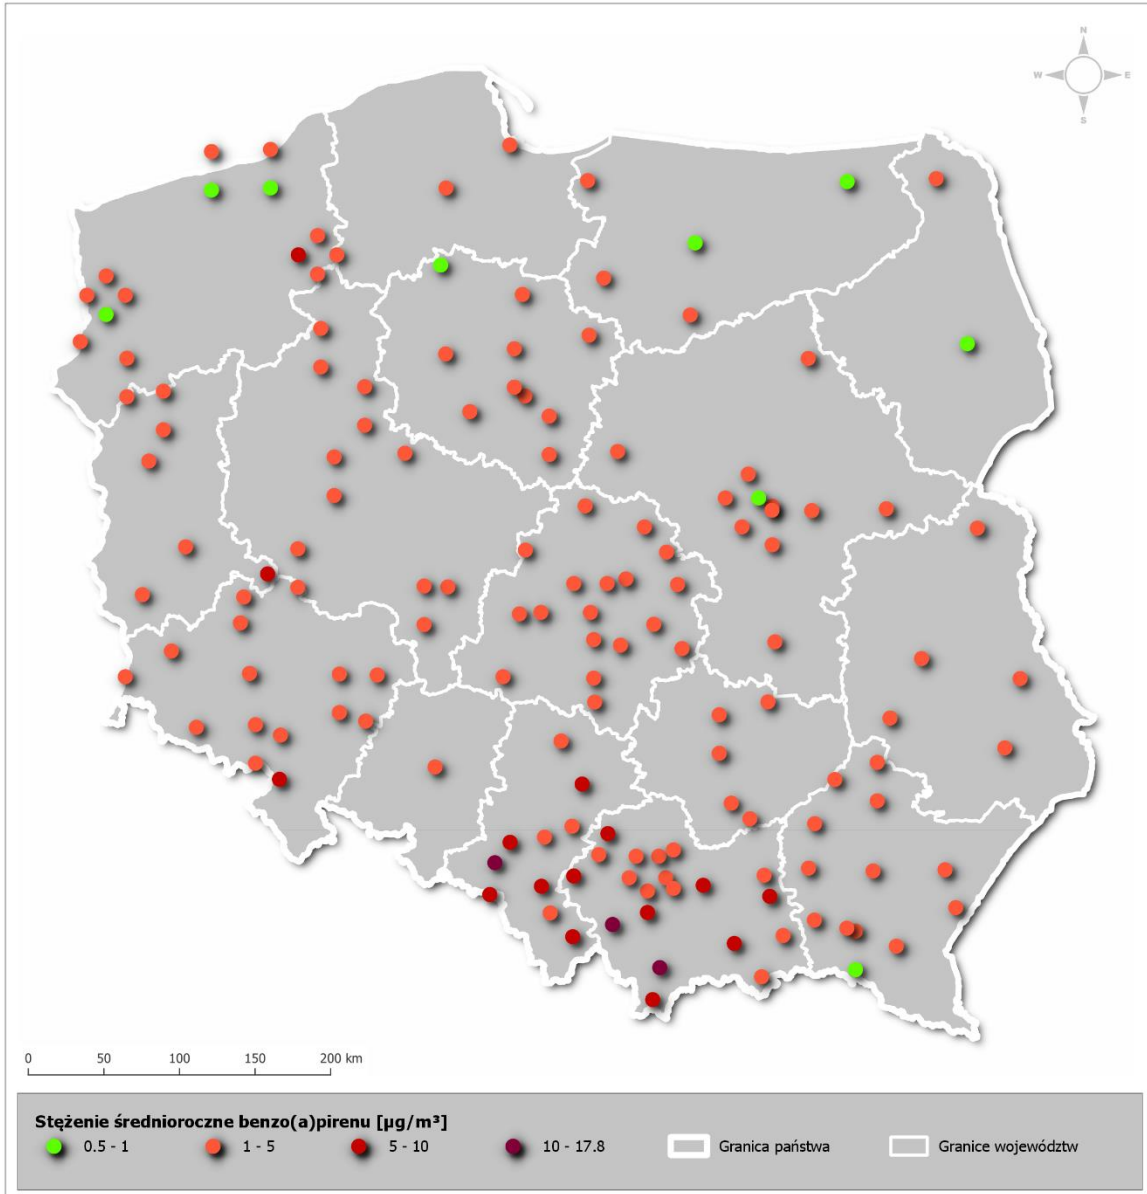 N
W E
S
0 50 100 150 200 km
Stężenie średnioroczne benzo(a)pirenu [µg/m³]
0.5 - 1 1 - 5 5 - 10 10 - 17.8 Granica państwa Granice województw